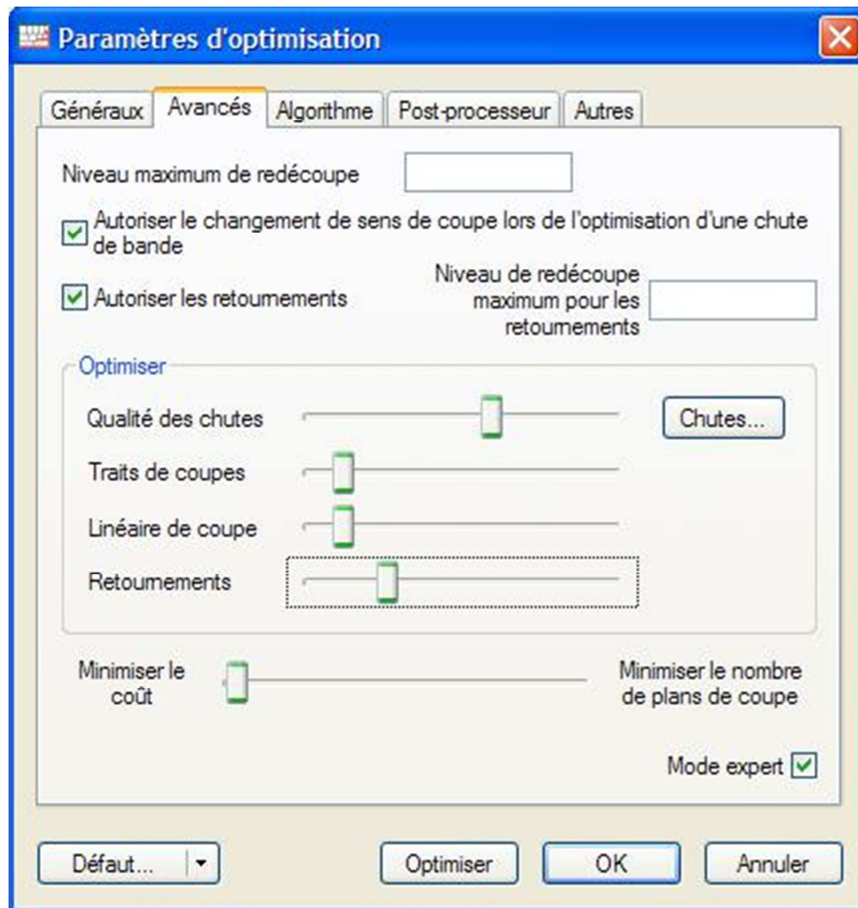 Paramètres d'optimisation
Généraux
Avancés
Algorithme
Post-processeur
Autres
Niveau maximum de redécoupe
Autoriser le changement de sens de coupe lors de l'optimisation d'une chute
de bande
Autoriser les retournements
Niveau de redécoupe
maximum pour les
retournements
Optimiser
Qualité des chutes
Chutes...
Traits de coupes
Linéaire de coupe
Retournements
Minimiser le
coût
Minimiser le nombre
de plans de coupe
Mode expert
Défaut...
Optimiser
OK
Annuler